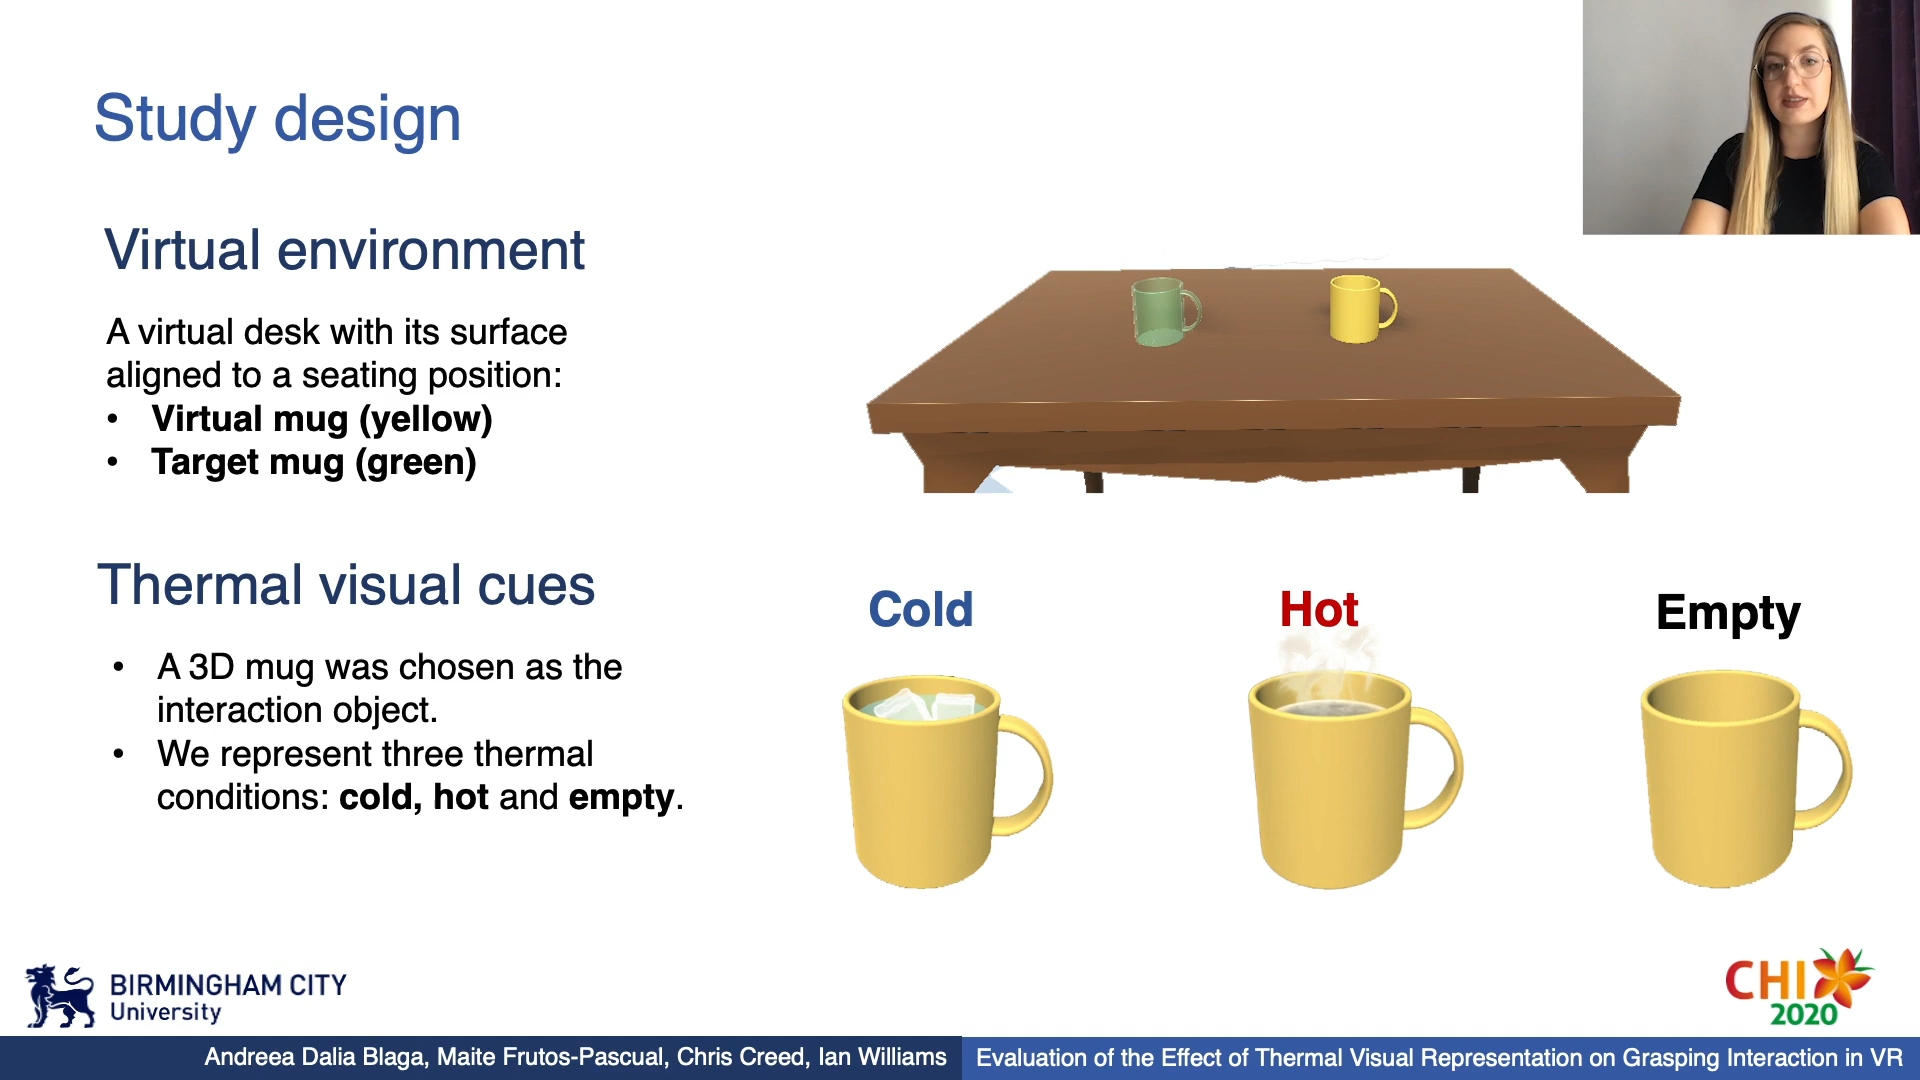 Study design
Virtual environment
A virtual desk with its surface
aligned to a seating position:
• Virtual mug (yellow)
• Target mug (green)
Thermal visual cues
• A 3D mug was chosen as the
interaction object.
• We represent three thermal
conditions: cold, hot and empty.
Cold
Hot
Empty
BIRMINGHAM CITY
University
CHI
2020
Andreea Dalia Blaga, Maite Frutos-Pascual, Chris Creed, Ian Williams
Evaluation of the Effect of Thermal Visual Representation on Grasping Interaction in VR